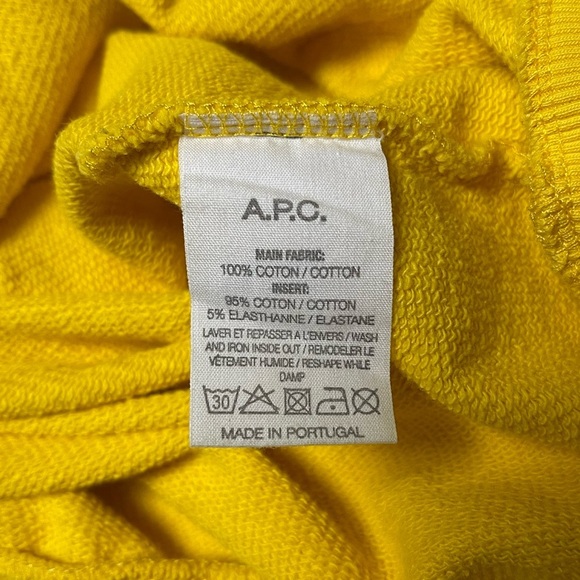 A.P.C.
MAIN FABRIC:
100% COTON / COTTON
INSERT:
95% COTON / COTTON
5% ELASTHANNE / ELASTANE
LAVER ET REPASSER A L'ENVERS / WASH
AND IRON INSIDE OUT / REMODELER LE
VÉTEMENT HUMIDE / RESHAPE WHILE
DAMP
30
MADE IN PORTUGAL